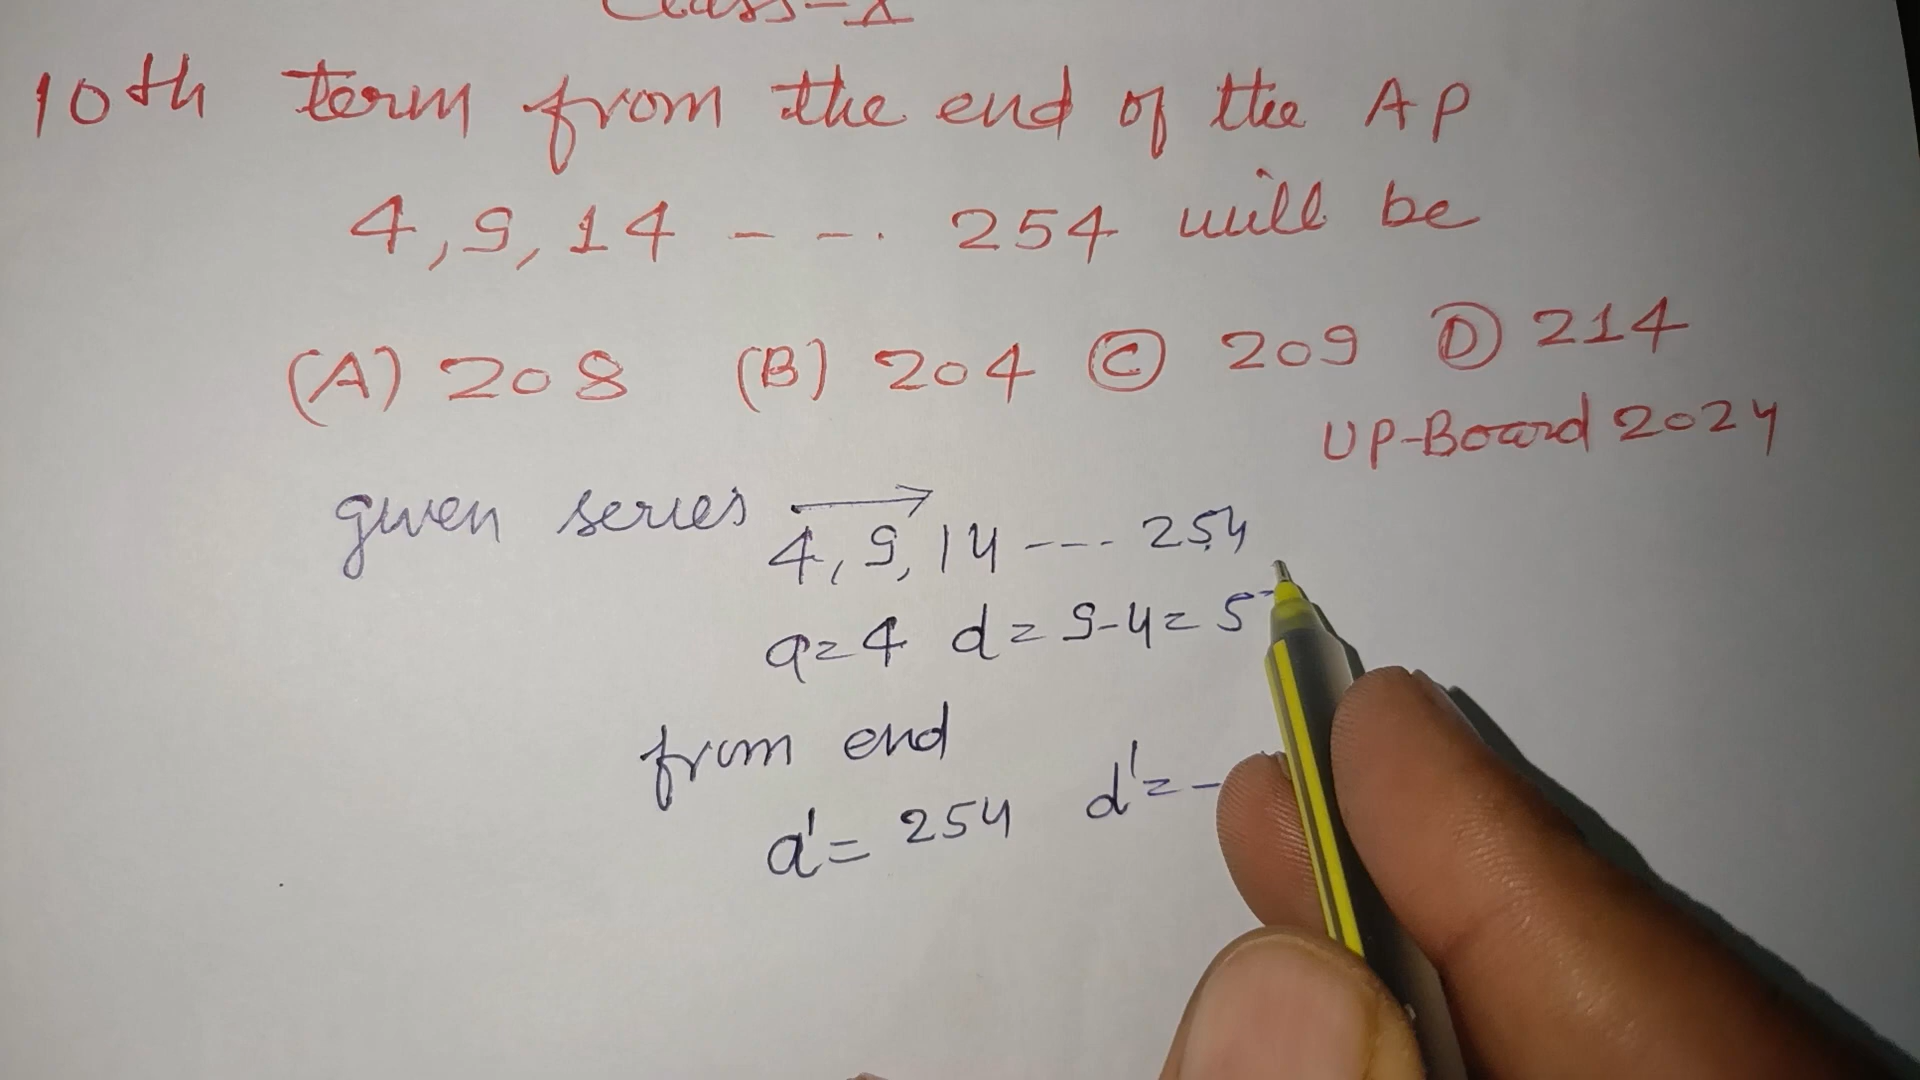 Class-X
10th term from the end of the AP
4, 9, 14 - - -. 254 will be
(A) 208 (B) 204 (C) 209 (D) 214
UP-Board 2024
given series 4, 9, 14 ---- 254
a=4 d=9-4=5
from end
a'= 254 d'= -